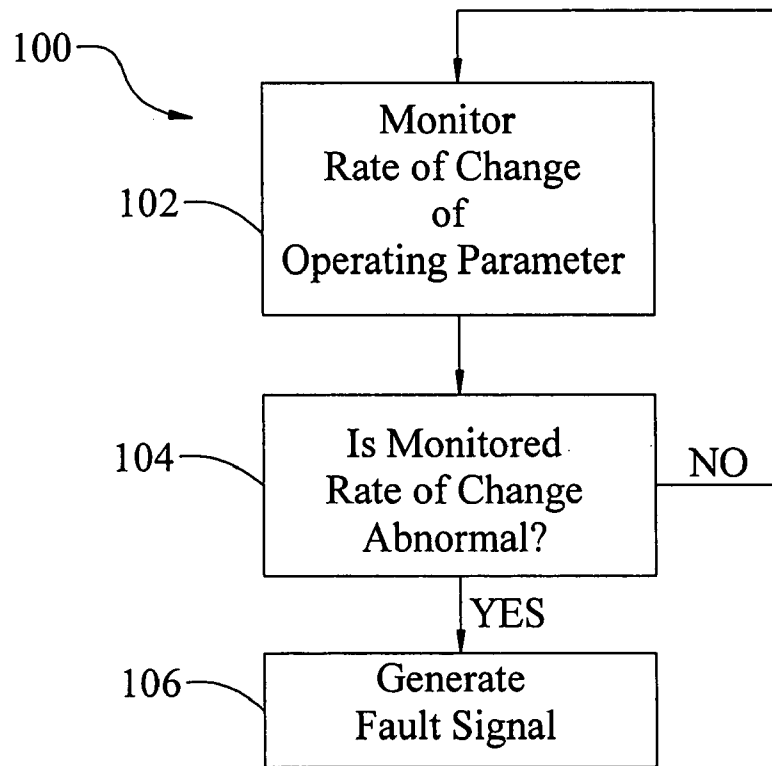 100
Monitor
Rate of Change
of
Operating Parameter
102
Is Monitored
Rate of Change
Abnormal?
104
NO
YES
Generate
Fault Signal
106